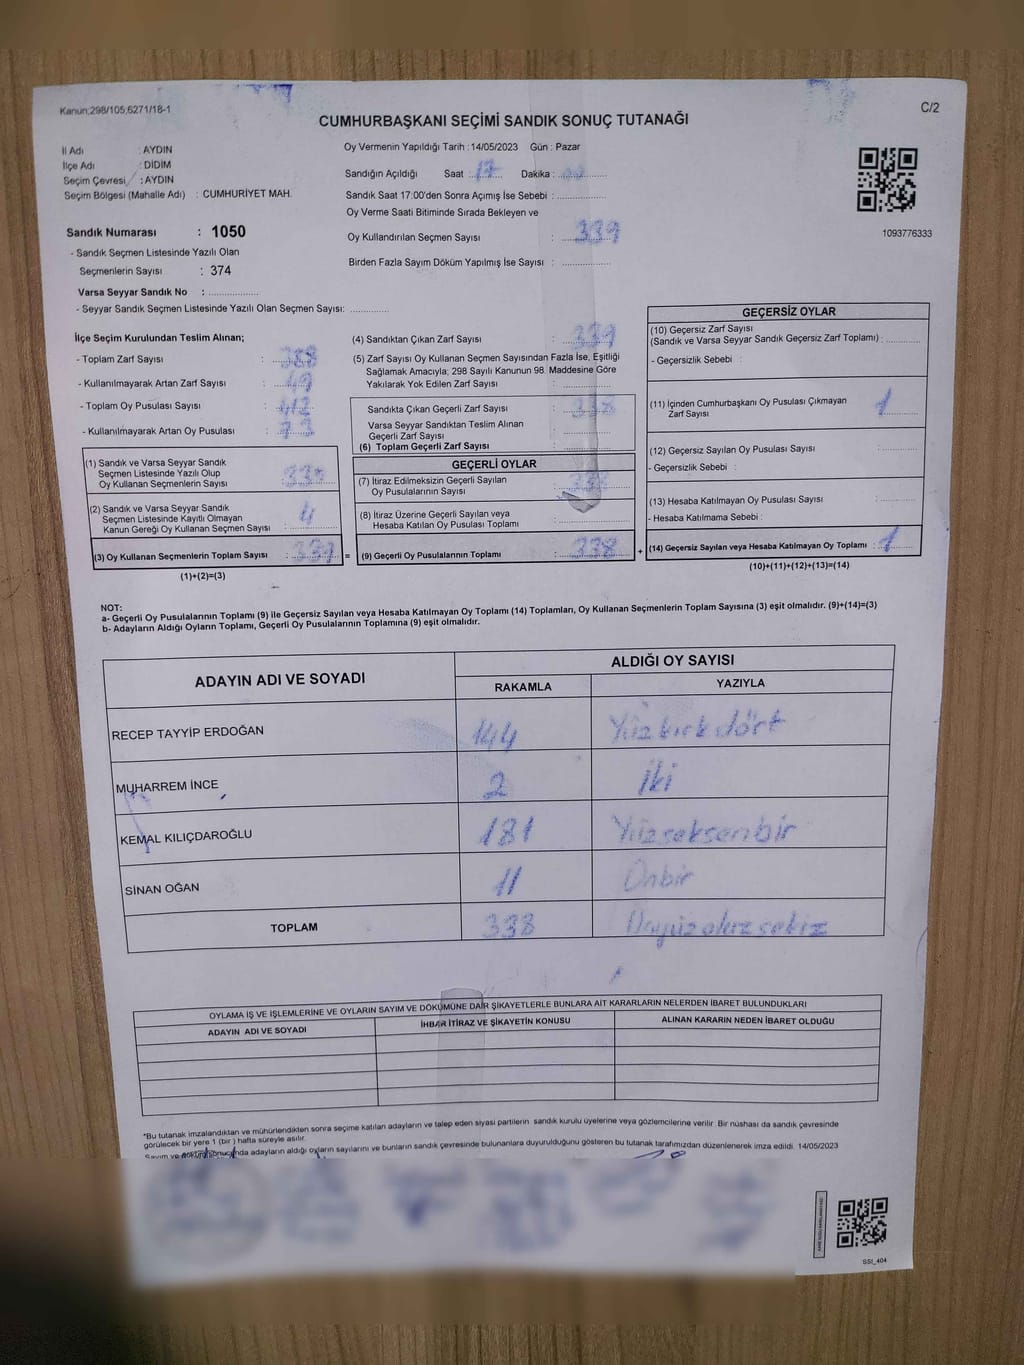 Kanun:298/105,6271/18-1
C/2
CUMHURBAŞKANI SEÇİMİ SANDIK SONUÇ TUTANAĞI
İl Adı : AYDIN
İlçe Adı : DİDİM
Seçim Çevresi : AYDIN
Seçim Bölgesi (Mahalle Adı) : CUMHURİYET MAH.
Oy Vermenin Yapıldığı Tarih : 14/05/2023 Gün : Pazar
Sandığın Açıldığı Saat : 17 Dakika :
Sandık Saat 17:00'den Sonra Açımış İse Sebebi :
Oy Verme Saati Bitiminde Sırada Bekleyen ve
Oy Kullandırılan Seçmen Sayısı : 339
Birden Fazla Sayım Döküm Yapılmış İse Sayısı :
1093776333
Sandık Numarası : 1050
- Sandık Seçmen Listesinde Yazılı Olan
Seçmenlerin Sayısı : 374
Varsa Seyyar Sandık No :
- Seyyar Sandık Seçmen Listesinde Yazılı Olan Seçmen Sayısı:
İlçe Seçim Kurulundan Teslim Alınan;
- Toplam Zarf Sayısı : 388
- Kullanılmayarak Artan Zarf Sayısı : 49
- Toplam Oy Pusulası Sayısı : 412
- Kullanılmayarak Artan Oy Pusulası : 73
(1) Sandık ve Varsa Seyyar Sandık
Seçmen Listesinde Yazılı Olup
Oy Kullanan Seçmenlerin Sayısı : 335
(2) Sandık ve Varsa Seyyar Sandık
Seçmen Listesinde Kayıtlı Olmayan
Kanun Gereği Oy Kullanan Seçmen Sayısı : 4
(3) Oy Kullanan Seçmenlerin Toplam Sayısı : 339 =
(1)+(2)=(3)
(4) Sandıktan Çıkan Zarf Sayısı : 339
(5) Zarf Sayısı Oy Kullanan Seçmen Sayısından Fazla İse, Eşitliği
Sağlamak Amacıyla; 298 Sayılı Kanunun 98. Maddesine Göre
Yakılarak Yok Edilen Zarf Sayısı :
Sandıkta Çıkan Geçerli Zarf Sayısı : 338
Varsa Seyyar Sandıktan Teslim Alınan
Geçerli Zarf Sayısı :
(6) Toplam Geçerli Zarf Sayısı :
GEÇERLİ OYLAR
(7) İtiraz Edilmeksizin Geçerli Sayılan
Oy Pusulalarının Sayısı : 338
(8) İtiraz Üzerine Geçerli Sayılan veya
Hesaba Katılan Oy Pusulası Toplamı :
(9) Geçerli Oy Pusulalarının Toplamı : 338 +
GEÇERSİZ OYLAR
(10) Geçersiz Zarf Sayısı
(Sandık ve Varsa Seyyar Sandık Geçersiz Zarf Toplamı) :
- Geçersizlik Sebebi :
(11) İçinden Cumhurbaşkanı Oy Pusulası Çıkmayan
Zarf Sayısı : 1
(12) Geçersiz Sayılan Oy Pusulası Sayısı :
- Geçersizlik Sebebi :
(13) Hesaba Katılmayan Oy Pusulası Sayısı :
- Hesaba Katılmama Sebebi :
(14) Geçersiz Sayılan veya Hesaba Katılmayan Oy Toplamı : 1
(10)+(11)+(12)+(13)=(14)
NOT:
a- Geçerli Oy Pusulalarının Toplamı (9) ile Geçersiz Sayılan veya Hesaba Katılmayan Oy Toplamı (14) Toplamları, Oy Kullanan Seçmenlerin Toplam Sayısına (3) eşit olmalıdır. (9)+(14)=(3)
b- Adayların Aldığı Oyların Toplamı, Geçerli Oy Pusulalarının Toplamına (9) eşit olmalıdır.
ADAYIN ADI VE SOYADI
ALDIĞI OY SAYISI
RAKAMLA YAZIYLA
RECEP TAYYİP ERDOĞAN 144 Yüz kırk dört
MUHARREM İNCE 2 İki
KEMAL KILIÇDAROĞLU 181 Yüz seksen bir
SİNAN OĞAN 11 Onbir
TOPLAM 338 Üçyüz otuz sekiz
OYLAMA İŞ VE İŞLEMLERİNE VE OYLARIN SAYIM VE DÖKÜMÜNE DAİR ŞİKAYETLERLE BUNLARA AİT KARARLARIN NELERDEN İBARET BULUNDUKLARI
ADAYIN ADI VE SOYADI İHBAR İTİRAZ VE ŞİKAYETİN KONUSU ALINAN KARARIN NEDEN İBARET OLDUĞU
*Bu tutanak imzalandıktan ve mühürlendikten sonra seçime katılan adayların ve talep eden siyasi partilerin sandık kurulu üyelerine veya gözlemcilerine verilir. Bir nüshası da sandık çevresinde
görülecek bir yere 1 (bir ) hafta süreyle asılır.
Sayım ve döküm sonucunda adayların aldığı oyların sayılarını ve bunların sandık çevresinde bulunanlara duyurulduğunu gösteren bu tutanak tarafımızdan düzenlenerek imza edildi. 14/05/2023
SSI_404